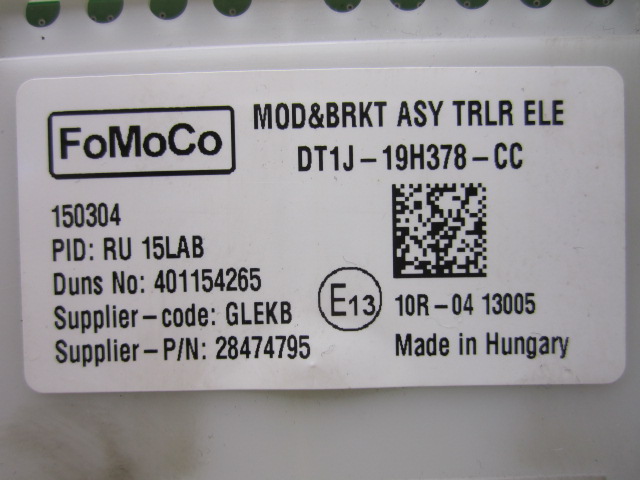 FoMoCo
MOD&BRKT ASY TRLR ELE
DT1J-19H378-CC
150304
PID: RU 15LAB
Duns No: 401154265
Supplier-code: GLEKB
Supplier-P/N: 28474795
E13
10R-04 13005
Made in Hungary